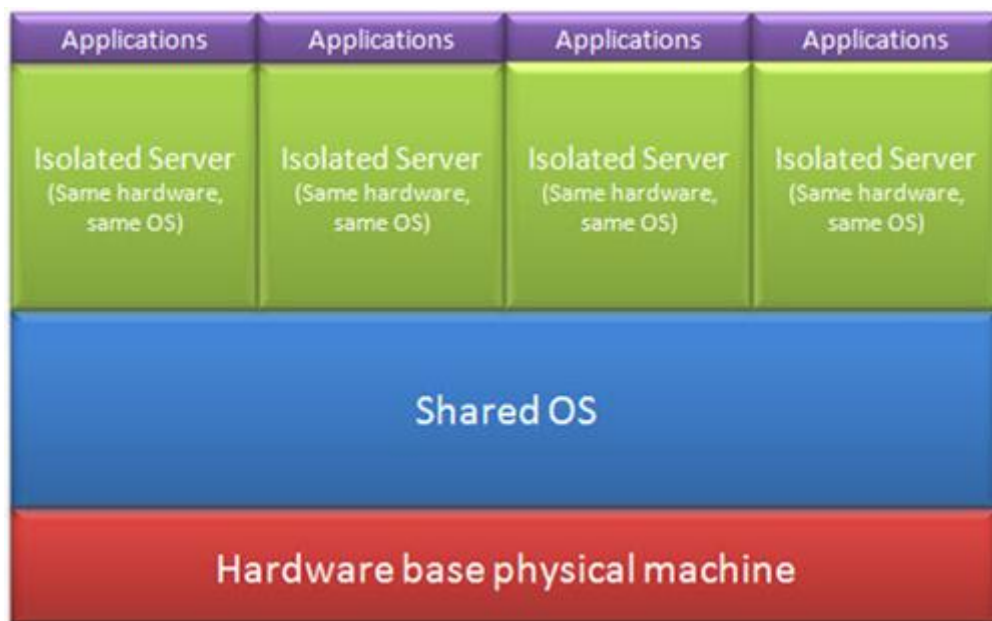 Applications Applications Applications Applications
Isolated Server Isolated Server Isolated Server Isolated Server
(Same hardware, (Same hardware, (Same hardware, (Same hardware,
same OS) same OS) same OS) same OS)
Shared OS
Hardware base physical machine